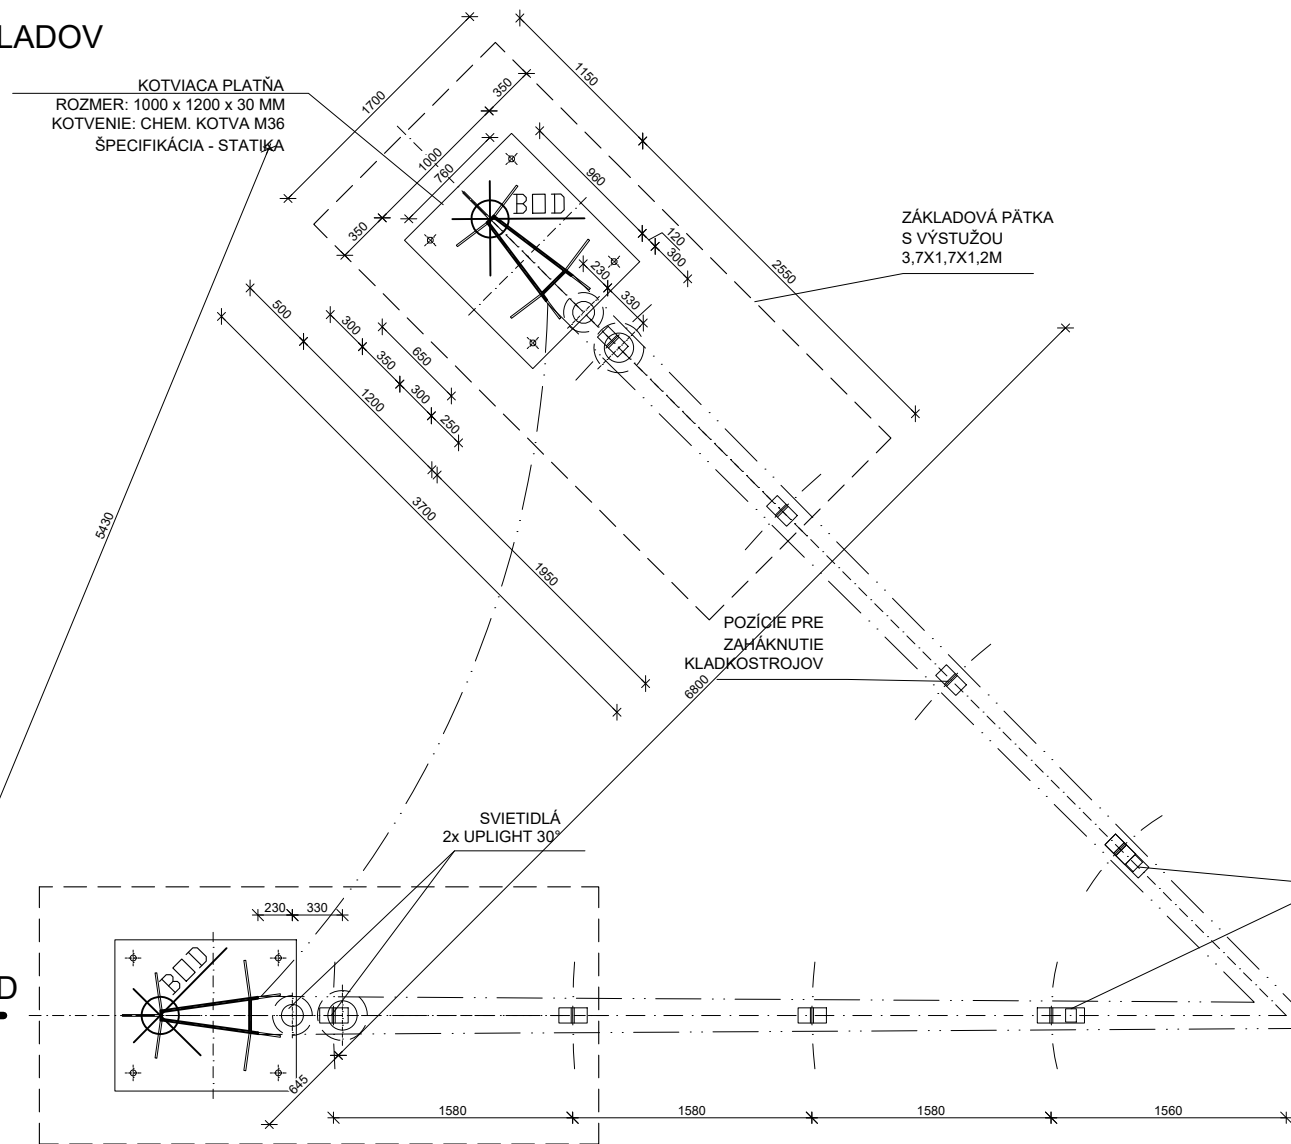 LADOV
KOTVIACA PLATŇA
ROZMER: 1000 x 1200 x 30 MM
KOTVENIE: CHEM. KOTVA M36
ŠPECIFIKÁCIA - STATIKA
1700
350
1150
1000
760
960
350
BOD
120
300
230
330
2550
ZÁKLADOVÁ PÄTKA
S VÝSTUŽOU
3,7X1,7X1,2M
500
300
350
650
300
250
1200
3700
1950
5430
POZÍCIE PRE
ZAHÁKNUTIE
KLADKOSTROJOV
6800
SVIETIDLÁ
2x UPLIGHT 30°
230
330
BOD
D
645
1580
1580
1580
1560